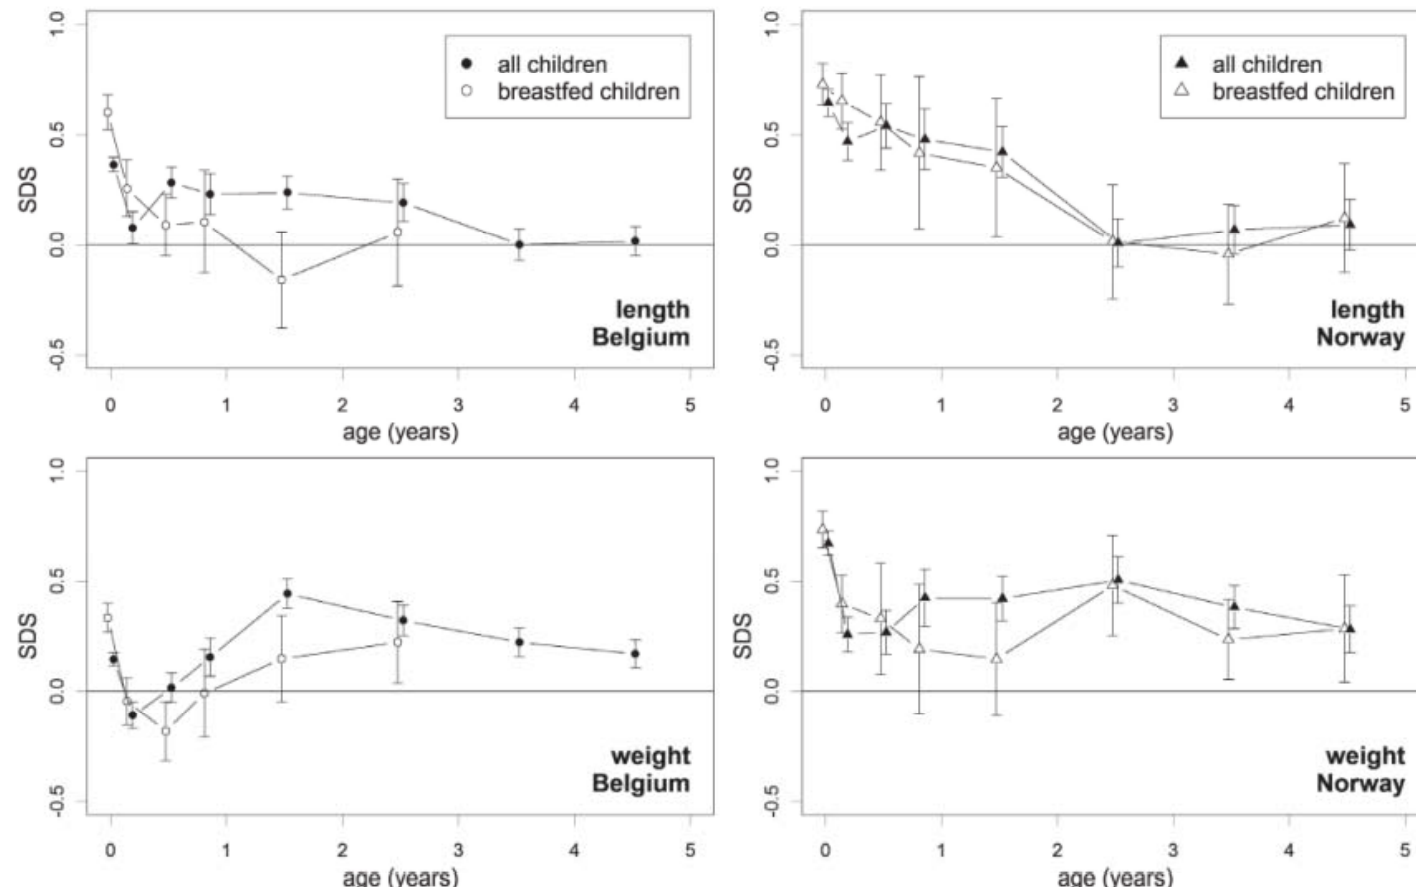 1.0
0.5
0.0
-0.5
SDS
all children
breastfed children
length
Belgium
0 1 2 3 4 5
age (years)
1.0
0.5
0.0
-0.5
SDS
all children
breastfed children
length
Norway
0 1 2 3 4 5
age (years)
1.0
0.5
0.0
-0.5
SDS
weight
Belgium
0 1 2 3 4 5
age (years)
1.0
0.5
0.0
-0.5
SDS
weight
Norway
0 1 2 3 4 5
age (years)